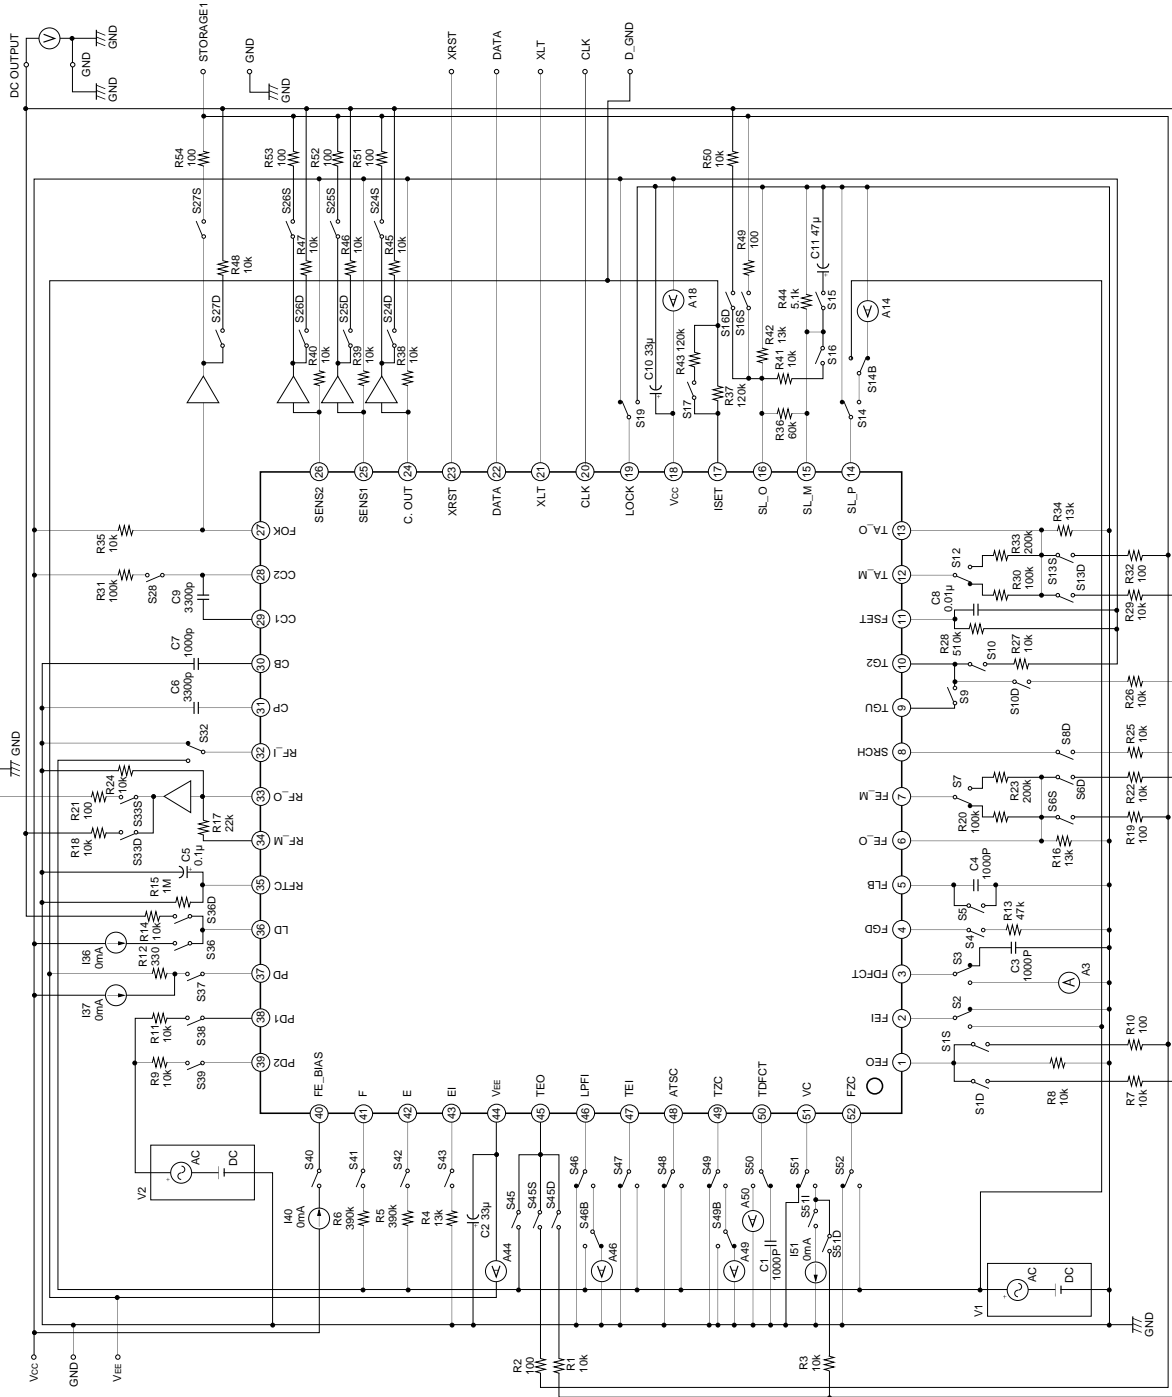 DC OUTPUT
V
GND
GND
GND
STORAGE1
GND
GND
XRST
DATA
XLT
CLK
D_GND
R54
100
R53
100
R52
100
R51
100
R50
10k
S27S
S26S
S25S
S24S
R48
10k
R47
10k
R46
10k
R45
10k
S27D
S26D
S25D
S24D
R40
10k
R39
10k
R38
10k
S19
C10 33µ
A
A18
S17
R43 120k
R37
120k
S16D
S16S
R49
100
R42
13k
R41
10k
R36
60k
R44
5.1k
C11 47µ
S15
S16
S14
S14B
A
A14
26
25
24
23
22
21
20
19
18
17
16
15
14
SENS2
SENS1
C. OUT
XRST
DATA
XLT
CLK
LOCK
VCC
ISET
SL_O
SL_M
SL_P
R35
10k
R31
100k
S28
C9
3300p
C7
1000p
C6
3300p
S32
GND
R24
10k
R21
100
R18
10k
S33S
S33D
R17
22k
C5
0.1µ
R15
1M
S36D
R14
10k
S36
I36
0mA
R12
330
S37
I37
0mA
R11
10k
S38
R9
10k
S39
27
FOK
28
CC2
29
CC1
30
CB
31
CP
32
RF_I
33
RF_O
34
RF_M
35
RFTC
36
LD
37
PD
38
PD1
39
PD2
13
TA_O
12
TA_M
11
FSET
10
TG2
9
TGU
8
SRCH
7
FE_M
6
FE_O
5
FLB
4
FGD
3
FDFCT
2
FEI
1
FEO
R34
13k
R33
200k
S12
R30
100k
S13S
S13D
R32
100
R29
10k
C8
0.01µ
R28
510k
S10
R27
10k
S9
S10D
R26
10k
S8D
R25
10k
S7
R23
200k
R20
100k
S6S
S6D
R22
10k
R19
100
R16
13k
C4
1000P
S5
S4
R13
47k
S3
C3
1000P
A
A3
S2
S1S
R10
100
S1D
R8
10k
R7
10k
FE_BIAS
F
E
EI
VEE
TEO
LPFI
TEI
ATSC
TZC
TDFCT
VC
FZC
40
41
42
43
44
45
46
47
48
49
50
51
52
V2
AC
DC
S40
I40
0mA
S41
R6
390k
S42
R5
390k
S43
R4
13k
C2 33µ
A
A44
S45
S45S
S45D
S46
S46B
A
A46
S47
S48
S49
S49B
A
A49
S50
A
A50
C1
1000P
S51
S51I
I51
0mA
S51D
S52
V1
AC
DC
GND
VCC
GND
VEE
R2
100
R1
10k
R3
10k